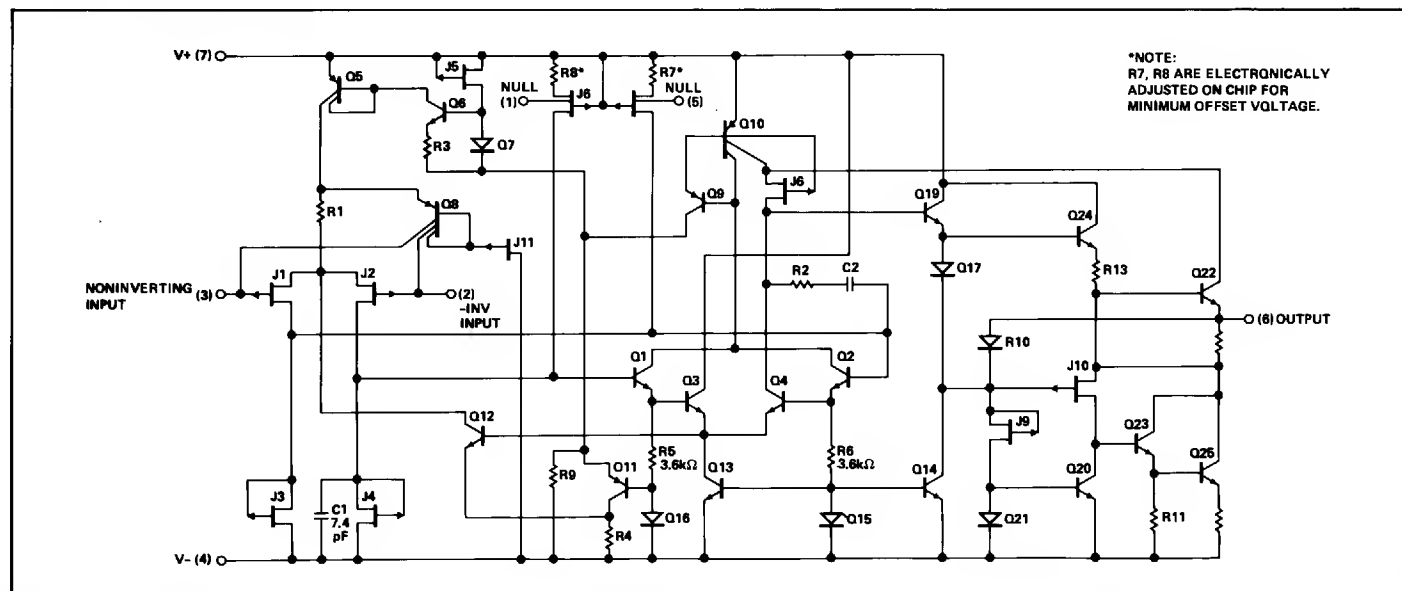 V+ (7)
Q5
J5
R8*
R7*
NULL
(1)
J6
NULL
(5)
*NOTE:
R7, R8 ARE ELECTRONICALLY
ADJUSTED ON CHIP FOR
MINIMUM OFFSET VOLTAGE.
Q6
R3
Q7
Q10
J6
Q9
Q19
Q24
R1
Q8
J11
Q17
R13
Q22
NONINVERTING
INPUT
(3)
J1
J2
(2)
-INV
INPUT
R2
C2
(6) OUTPUT
R10
J10
Q1
Q3
Q4
Q2
Q12
J9
Q23
Q25
R5
3.6kΩ
R6
3.6kΩ
R9
Q11
Q13
Q14
Q20
J3
C1
7.4
pF
J4
Q16
Q15
Q21
R11
R4
V- (4)